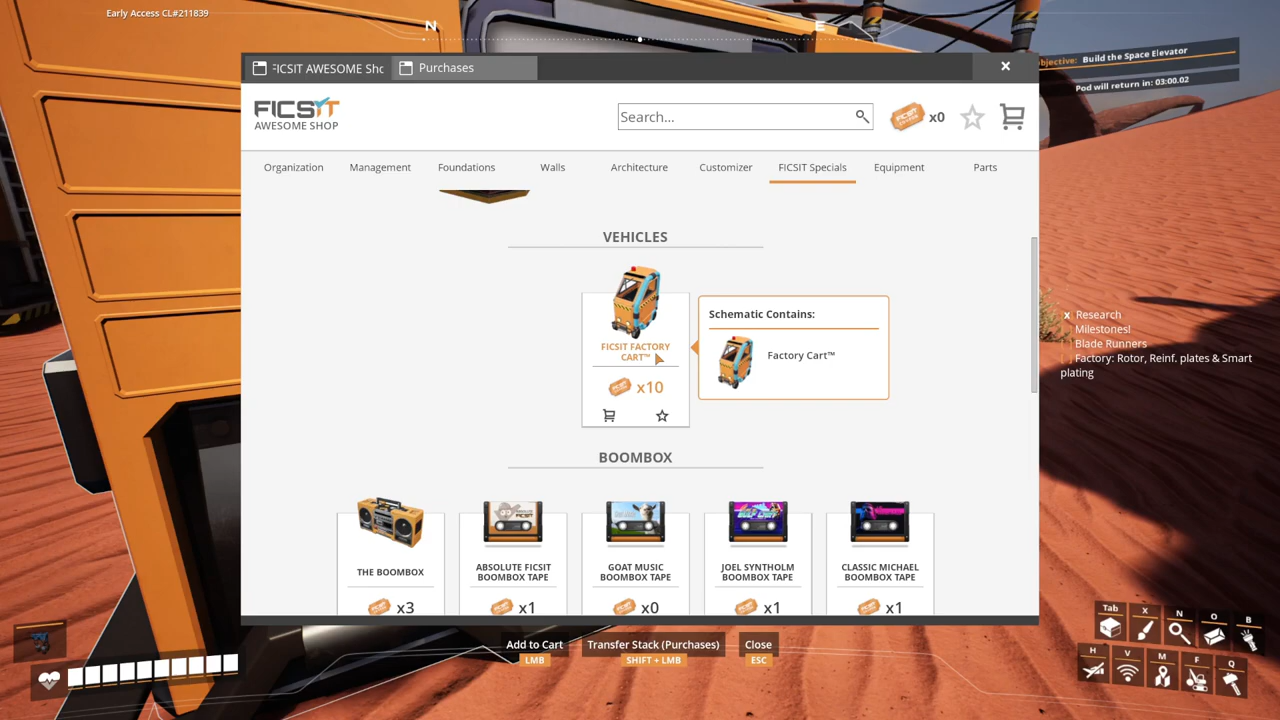 Early Access CL#211839
N
E
Objective: Build the Space Elevator
Pod will return in: 03:00.02
FICSIT AWESOME Sho
Purchases
×
FICSIT
AWESOME SHOP
Search...
x0
Organization
Management
Foundations
Walls
Architecture
Customizer
FICSIT Specials
Equipment
Parts
VEHICLES
FICSIT FACTORY
CART™
x10
Schematic Contains:
Factory Cart™
x Research
Milestones!
Blade Runners
Factory: Rotor, Reinf. plates & Smart
plating
BOOMBOX
THE BOOMBOX
x3
ABSOLUTE FICSIT
BOOMBOX TAPE
x1
GOAT MUSIC
BOOMBOX TAPE
x0
JOEL SYNTHOLM
BOOMBOX TAPE
x1
CLASSIC MICHAEL
BOOMBOX TAPE
x1
Add to Cart
LMB
Transfer Stack (Purchases)
SHIFT + LMB
Close
ESC
Tab
X
N
O
B
H
V
M
F
Q